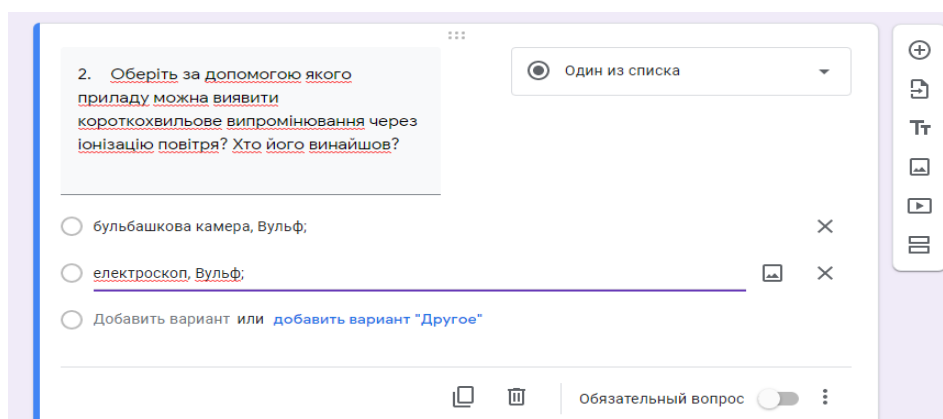 2. Оберіть за допомогою якого
приладу можна виявити
короткохвильове випромінювання через
іонізацію повітря? Хто його винайшов?
Один из списка
бульбашкова камера, Вульф;
електроскоп, Вульф;
Добавить вариант или добавить вариант "Другое"
Обязательный вопрос
Тт